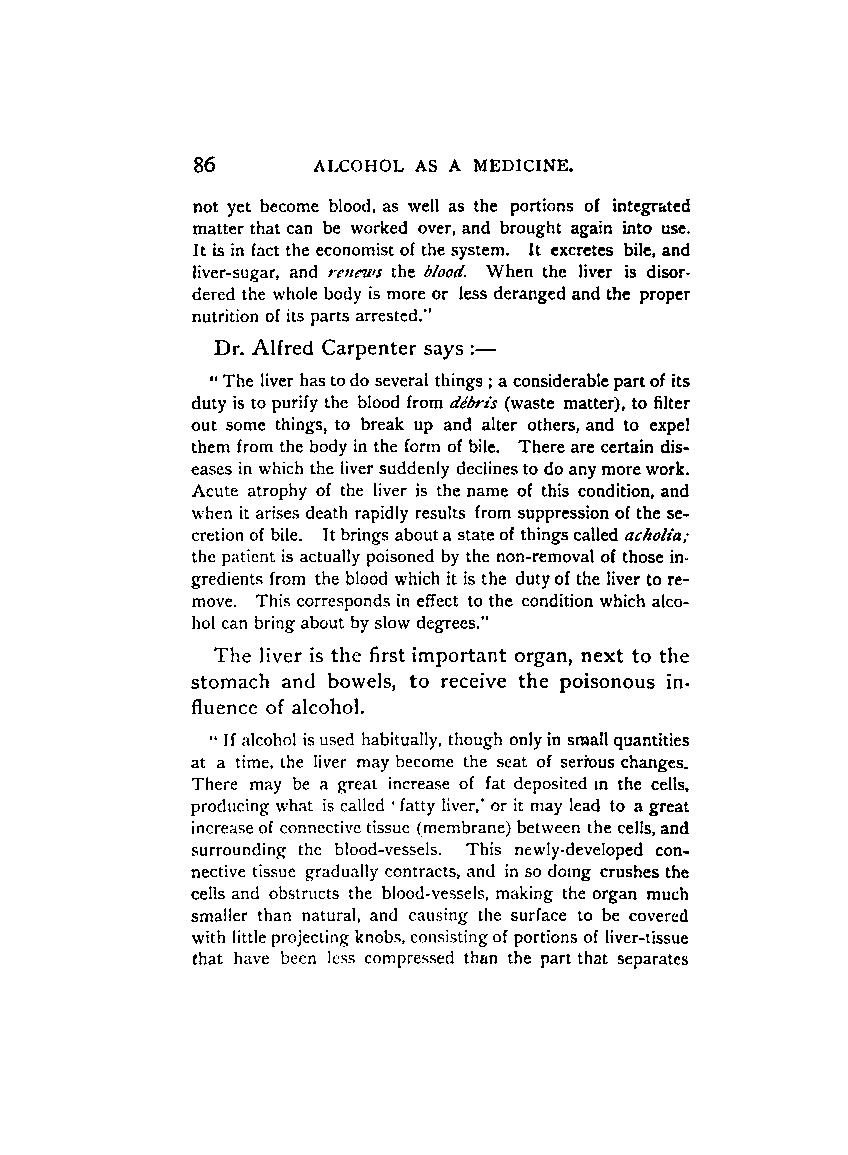 86 ALCOHOL AS A MEDICINE.
not yet become blood, as well as the portions of integrated
matter that can be worked over, and brought again into use.
It is in fact the economist of the system. It excretes bile, and
liver-sugar, and renews the blood. When the liver is disor-
dered the whole body is more or less deranged and the proper
nutrition of its parts arrested."
Dr. Alfred Carpenter says :—
" The liver has to do several things ; a considerable part of its
duty is to purify the blood from débris (waste matter), to filter
out some things, to break up and alter others, and to expel
them from the body in the form of bile. There are certain dis-
eases in which the liver suddenly declines to do any more work.
Acute atrophy of the liver is the name of this condition, and
when it arises death rapidly results from suppression of the se-
cretion of bile. It brings about a state of things called acholia;
the patient is actually poisoned by the non-removal of those in-
gredients from the blood which it is the duty of the liver to re-
move. This corresponds in effect to the condition which alco-
hol can bring about by slow degrees."
The liver is the first important organ, next to the
stomach and bowels, to receive the poisonous in-
fluence of alcohol.
" If alcohol is used habitually, though only in small quantities
at a time, the liver may become the seat of serious changes.
There may be a great increase of fat deposited in the cells,
producing what is called ' fatty liver,' or it may lead to a great
increase of connective tissue (membrane) between the cells, and
surrounding the blood-vessels. This newly-developed con-
nective tissue gradually contracts, and in so doing crushes the
cells and obstructs the blood-vessels, making the organ much
smaller than natural, and causing the surface to be covered
with little projecting knobs, consisting of portions of liver-tissue
that have been less compressed than the part that separates